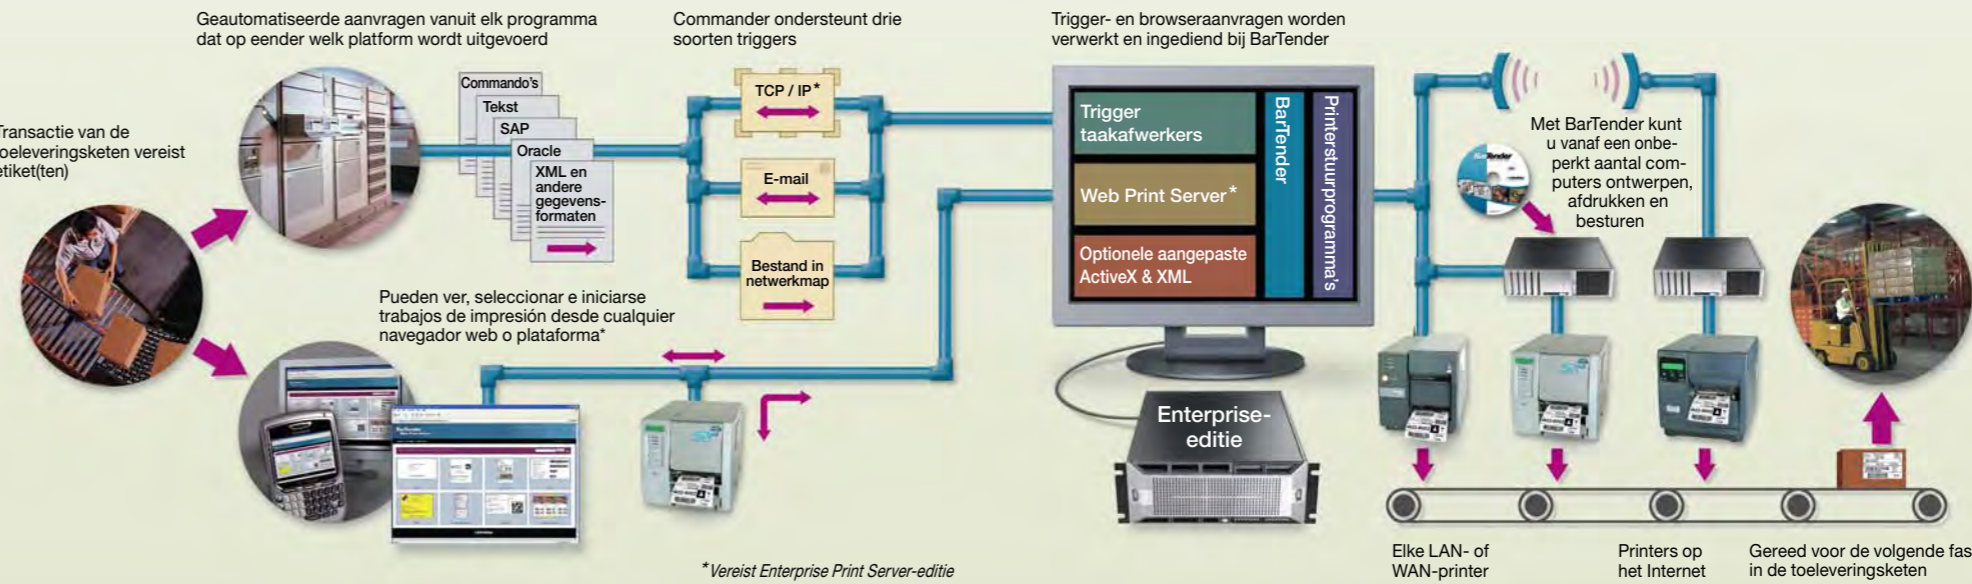 Transactie van de
toeleveringsketen vereist
etiket(ten)
Geautomatiseerde aanvragen vanuit elk programma
dat op eender welk platform wordt uitgevoerd
Commando's
Tekst
SAP
Oracle
XML en
andere
gegevens-
formaten
Pueden ver, seleccionar e iniciarse
trabajos de impresión desde cualquier
navegador web o plataforma*
Commander ondersteunt drie
soorten triggers
TCP / IP*
E-mail
Bestand in
netwerkmap
Trigger- en browseraanvragen worden
verwerkt en ingediend bij BarTender
Trigger
taakafwerkers
Web Print Server*
Optionele aangepaste
ActiveX & XML
BarTender
Printerstuurprogramma's
Enterprise-
editie
Met BarTender kunt
u vanaf een onbe-
perkt aantal com-
puters ontwerpen,
afdrukken en
besturen
Elke LAN- of
WAN-printer
Printers op
het Internet
Gereed voor de volgende fas
in de toeleveringsketen
*Vereist Enterprise Print Server-editie